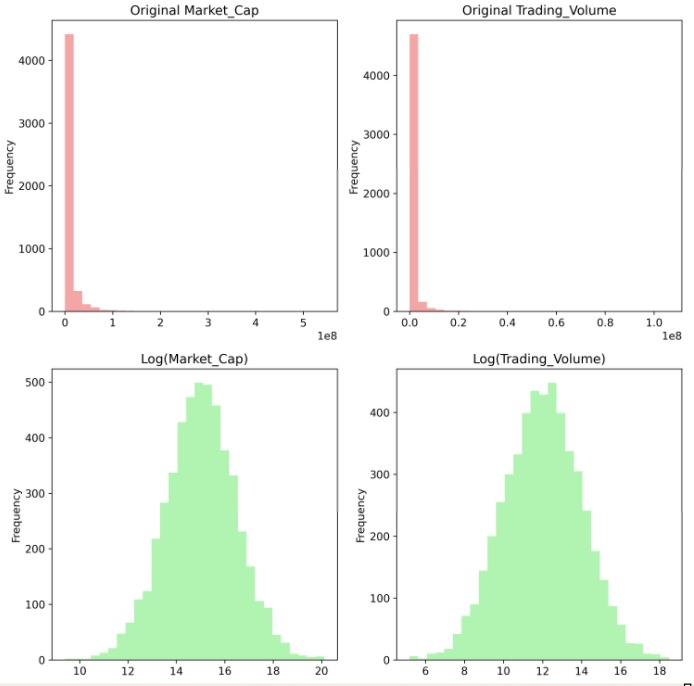 Original Market_Cap
Original Trading_Volume
Frequency
4000
3000
2000
1000
0
0 1 2 3 4 5
1e8
Frequency
4000
3000
2000
1000
0
0.0 0.2 0.4 0.6 0.8 1.0
1e8
Log(Market_Cap)
Log(Trading_Volume)
Frequency
500
400
300
200
100
0
10 12 14 16 18 20
Frequency
400
300
200
100
0
6 8 10 12 14 16 18